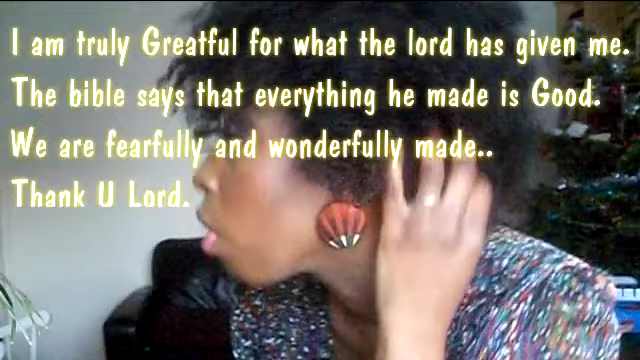 I am truly Greatful for what the lord has given me.
The bible says that everything he made is Good.
We are fearfully and wonderfully made..
Thank U Lord.